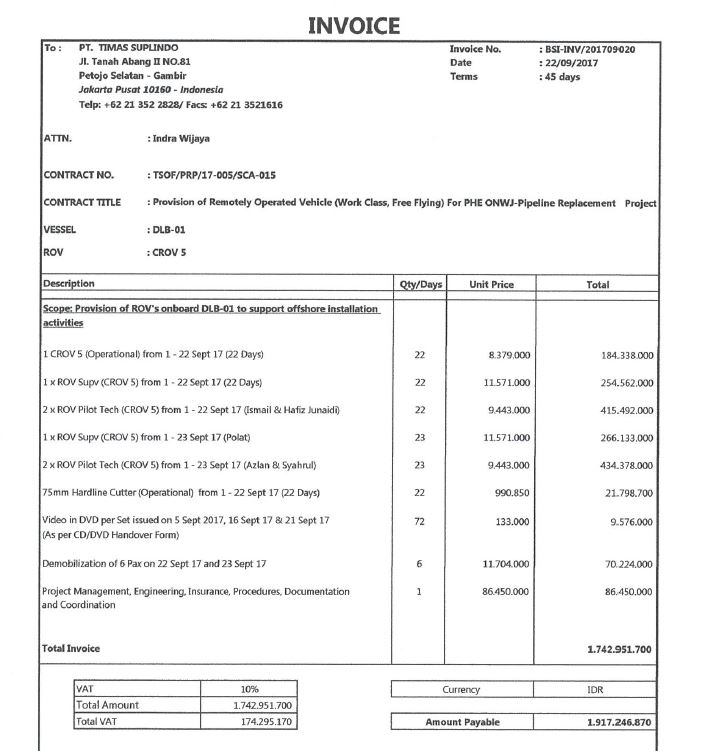 INVOICE
To : PT. TIMAS SUPLINDO Invoice No. : BSI-INV/201709020
Jl. Tanah Abang II NO.81 Date : 22/09/2017
Petojo Selatan - Gambir Terms : 45 days
Jakarta Pusat 10160 - Indonesia
Telp: +62 21 352 2828/ Facs: +62 21 3521616
ATTN. : Indra Wijaya
CONTRACT NO. : TSOF/PRP/17-005/SCA-015
CONTRACT TITLE : Provision of Remotely Operated Vehicle (Work Class, Free Flying) For PHE ONWJ-Pipeline Replacement Project
VESSEL : DLB-01
ROV : CROV 5
Description Qty/Days Unit Price Total
Scope: Provision of ROV's onboard DLB-01 to support offshore installation
activities
1 CROV 5 (Operational) from 1 - 22 Sept 17 (22 Days) 22 8.379.000 184.338.000
1 x ROV Supv (CROV 5) from 1 - 22 Sept 17 (22 Days) 22 11.571.000 254.562.000
2 x ROV Pilot Tech (CROV 5) from 1 - 22 Sept 17 (Ismail & Hafiz Junaidi) 22 9.443.000 415.492.000
1 x ROV Supv (CROV 5) from 1 - 23 Sept 17 (Polat) 23 11.571.000 266.133.000
2 x ROV Pilot Tech (CROV 5) from 1 - 23 Sept 17 (Azlan & Syahrul) 23 9.443.000 434.378.000
75mm Hardline Cutter (Operational) from 1 - 22 Sept 17 (22 Days) 22 990.850 21.798.700
Video in DVD per Set issued on 5 Sept 2017, 16 Sept 17 & 21 Sept 17 72 133.000 9.576.000
(As per CD/DVD Handover Form)
Demobilization of 6 Pax on 22 Sept 17 and 23 Sept 17 6 11.704.000 70.224.000
Project Management, Engineering, Insurance, Procedures, Documentation 1 86.450.000 86.450.000
and Coordination
Total Invoice 1.742.951.700
VAT 10% Currency IDR
Total Amount 1.742.951.700
Total VAT 174.295.170 Amount Payable 1.917.246.870